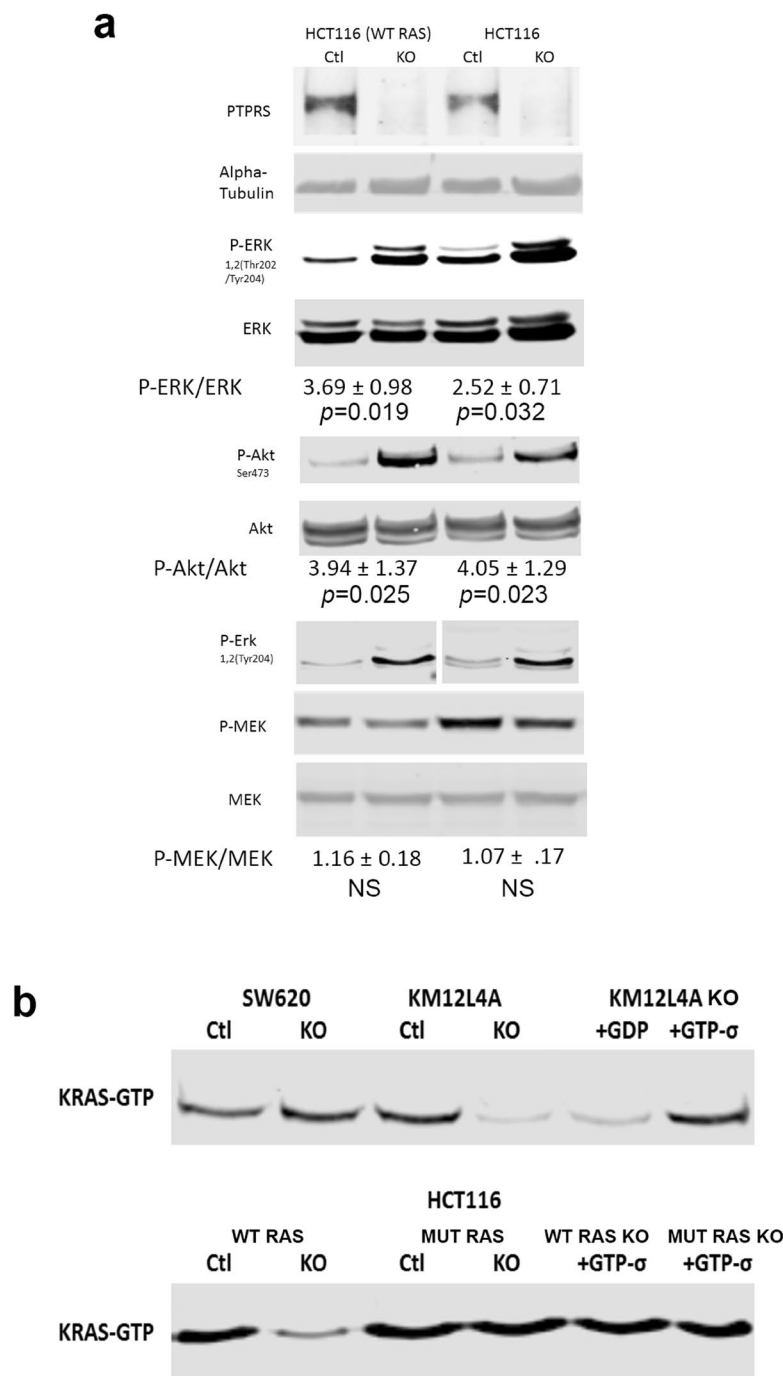 a
HCT116 (WT RAS) HCT116
Ctl KO Ctl KO
PTPRS
Alpha-
Tubulin
P-ERK
1,2(Thr202
/Tyr204)
ERK
P-ERK/ERK 3.69 ± 0.98 2.52 ± 0.71
p=0.019 p=0.032
P-Akt
Ser473
Akt
P-Akt/Akt 3.94 ± 1.37 4.05 ± 1.29
p=0.025 p=0.023
P-Erk
1,2(Tyr204)
P-MEK
MEK
P-MEK/MEK 1.16 ± 0.18 1.07 ± .17
NS NS
b
SW620 KM12L4A KM12L4A KO
Ctl KO Ctl KO +GDP +GTP-σ
KRAS-GTP
HCT116
WT RAS MUT RAS WT RAS KO MUT RAS KO
Ctl KO Ctl KO +GTP-σ +GTP-σ
KRAS-GTP